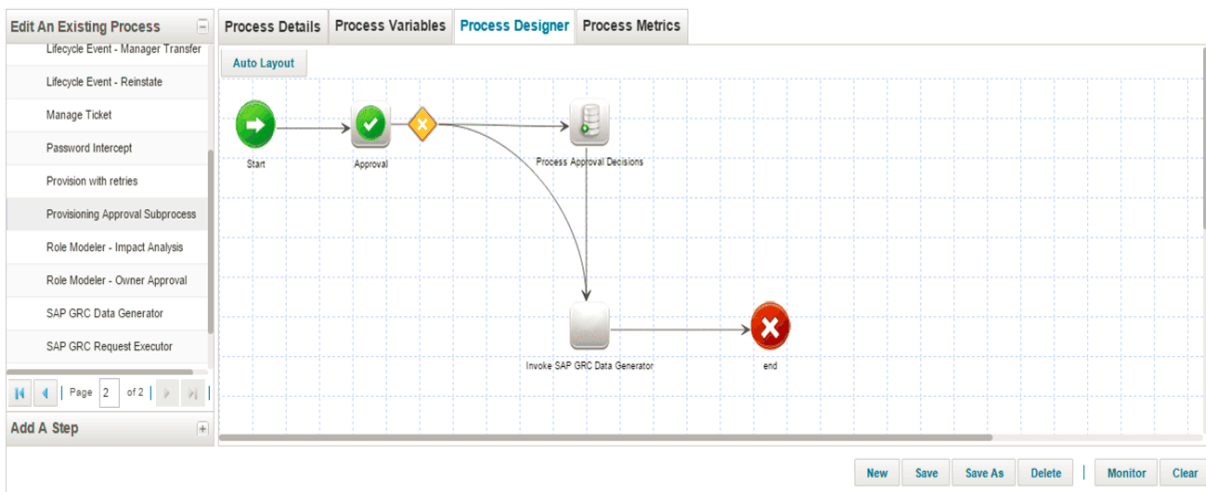 Edit An Existing Process
Lifecycle Event - Manager Transfer
Lifecycle Event - Reinstate
Manage Ticket
Password Intercept
Provision with retries
Provisioning Approval Subprocess
Role Modeler - Impact Analysis
Role Modeler - Owner Approval
SAP GRC Data Generator
SAP GRC Request Executor
Page 2 of 2
Add A Step
Process Details Process Variables Process Designer Process Metrics
Auto Layout
Start Approval Process Approval Decisions
Invoke SAP GRC Data Generator end
New Save Save As Delete Monitor Clear